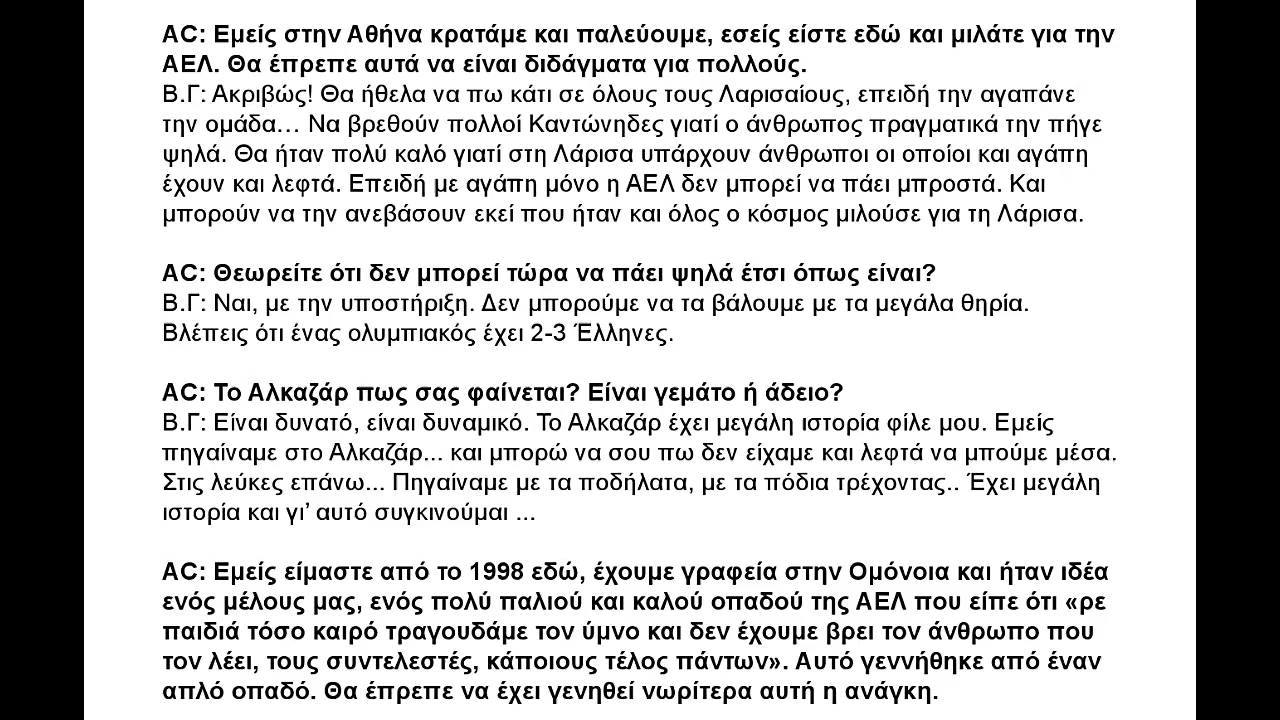 AC: Εμείς στην Αθήνα κρατάμε και παλεύουμε, εσείς είστε εδώ και μιλάτε για την
ΑΕΛ. Θα έπρεπε αυτά να είναι διδάγματα για πολλούς.
Β.Γ: Ακριβώς! Θα ήθελα να πω κάτι σε όλους τους Λαρισαίους, επειδή την αγαπάνε
την ομάδα… Να βρεθούν πολλοί Καντώνηδες γιατί ο άνθρωπος πραγματικά την πήγε
ψηλά. Θα ήταν πολύ καλό γιατί στη Λάρισα υπάρχουν άνθρωποι οι οποίοι και αγάπη
έχουν και λεφτά. Επειδή με αγάπη μόνο η ΑΕΛ δεν μπορεί να πάει μπροστά. Και
μπορούν να την ανεβάσουν εκεί που ήταν και όλος ο κόσμος μιλούσε για τη Λάρισα.
AC: Θεωρείτε ότι δεν μπορεί τώρα να πάει ψηλά έτσι όπως είναι?
Β.Γ: Ναι, με την υποστήριξη. Δεν μπορούμε να τα βάλουμε με τα μεγάλα θηρία.
Βλέπεις ότι ένας ολυμπιακός έχει 2-3 Έλληνες.
AC: Το Αλκαζάρ πως σας φαίνεται? Είναι γεμάτο ή άδειο?
Β.Γ: Είναι δυνατό, είναι δυναμικό. Το Αλκαζάρ έχει μεγάλη ιστορία φίλε μου. Εμείς
πηγαίναμε στο Αλκαζάρ... και μπορώ να σου πω δεν είχαμε και λεφτά να μπούμε μέσα.
Στις λεύκες επάνω... Πηγαίναμε με τα ποδήλατα, με τα πόδια τρέχοντας.. Έχει μεγάλη
ιστορία και γι’ αυτό συγκινούμαι ...
AC: Εμείς είμαστε από το 1998 εδώ, έχουμε γραφεία στην Ομόνοια και ήταν ιδέα
ενός μέλους μας, ενός πολύ παλιού και καλού οπαδού της ΑΕΛ που είπε ότι «ρε
παιδιά τόσο καιρό τραγουδάμε τον ύμνο και δεν έχουμε βρει τον άνθρωπο που
τον λέει, τους συντελεστές, κάποιους τέλος πάντων». Αυτό γεννήθηκε από έναν
απλό οπαδό. Θα έπρεπε να έχει γενηθεί νωρίτερα αυτή η ανάγκη.